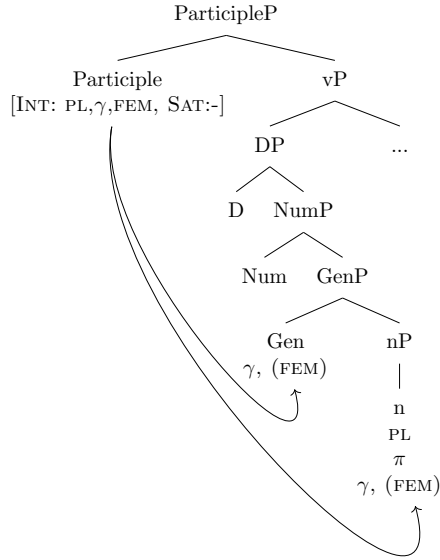 ParticipleP
Participle vP
[INT: PL,γ,FEM, SAT:-]
DP ...
D NumP
Num GenP
Gen nP
γ, (FEM)
n
PL
π
γ, (FEM)